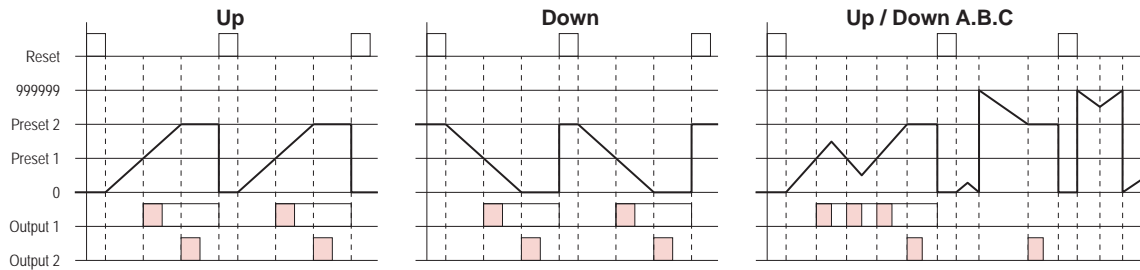 Up
Down
Up / Down A.B.C
Reset
999999
Preset 2
Preset 1
0
Output 1
Output 2